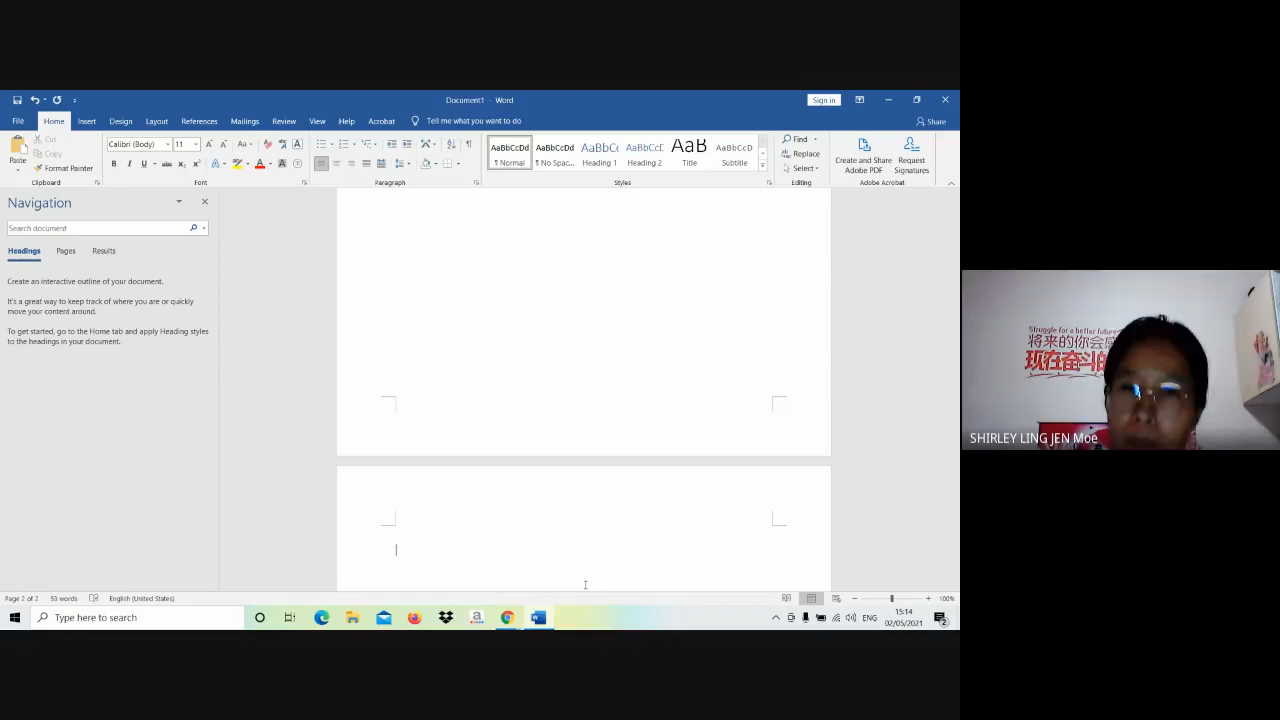 Document1 - Word
Sign in
File Home Insert Design Layout References Mailings Review View Help Acrobat Tell me what you want to do
Share
Paste
Cut
Copy
Format Painter
Clipboard
Calibri (Body) 11
Font
Paragraph
AaBbCcDd AaBbCcDd AaBbCc AaBbCcC AaB AaBbCcD
¶ Normal ¶ No Spac... Heading 1 Heading 2 Title Subtitle
Styles
Find
Replace
Select
Editing
Create and Share Adobe PDF
Request Signatures
Adobe Acrobat
Navigation
Search document
Headings Pages Results
Create an interactive outline of your document.
It's a great way to keep track of where you are or quickly
move your content around.
To get started, go to the Home tab and apply Heading styles
to the headings in your document.
Page 2 of 2 53 words English (United States)
100%
Type here to search
ENG
15:14
02/05/2021
2
Struggle for a better future
将来的你会感
现在奋斗的
SHIRLEY LING JEN Moe